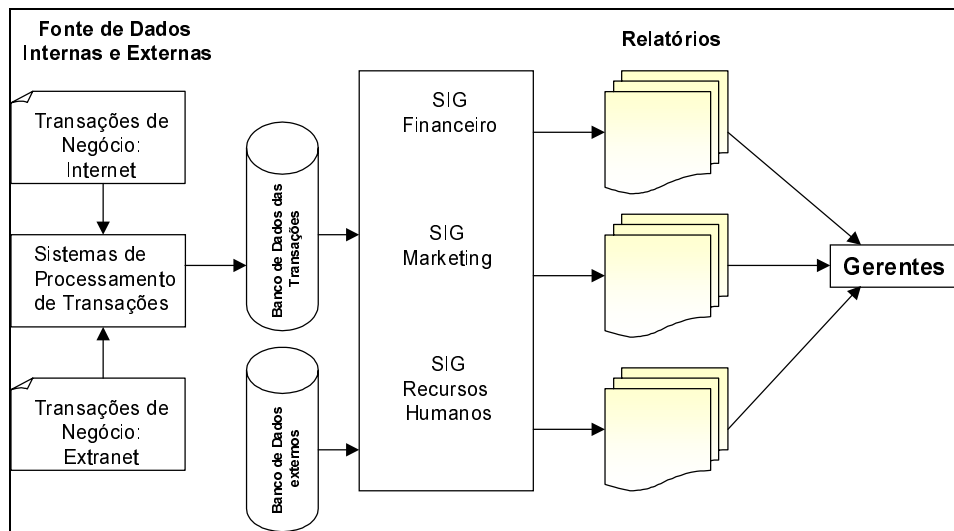 Fonte de Dados
Internas e Externas
Relatórios
Transações de
Negócio:
Internet
Sistemas de
Processamento
de Transações
Transações de
Negócio:
Extranet
Banco de Dados das
Transações
Banco de Dados
externos
SIG
Financeiro
SIG
Marketing
SIG
Recursos
Humanos
Gerentes